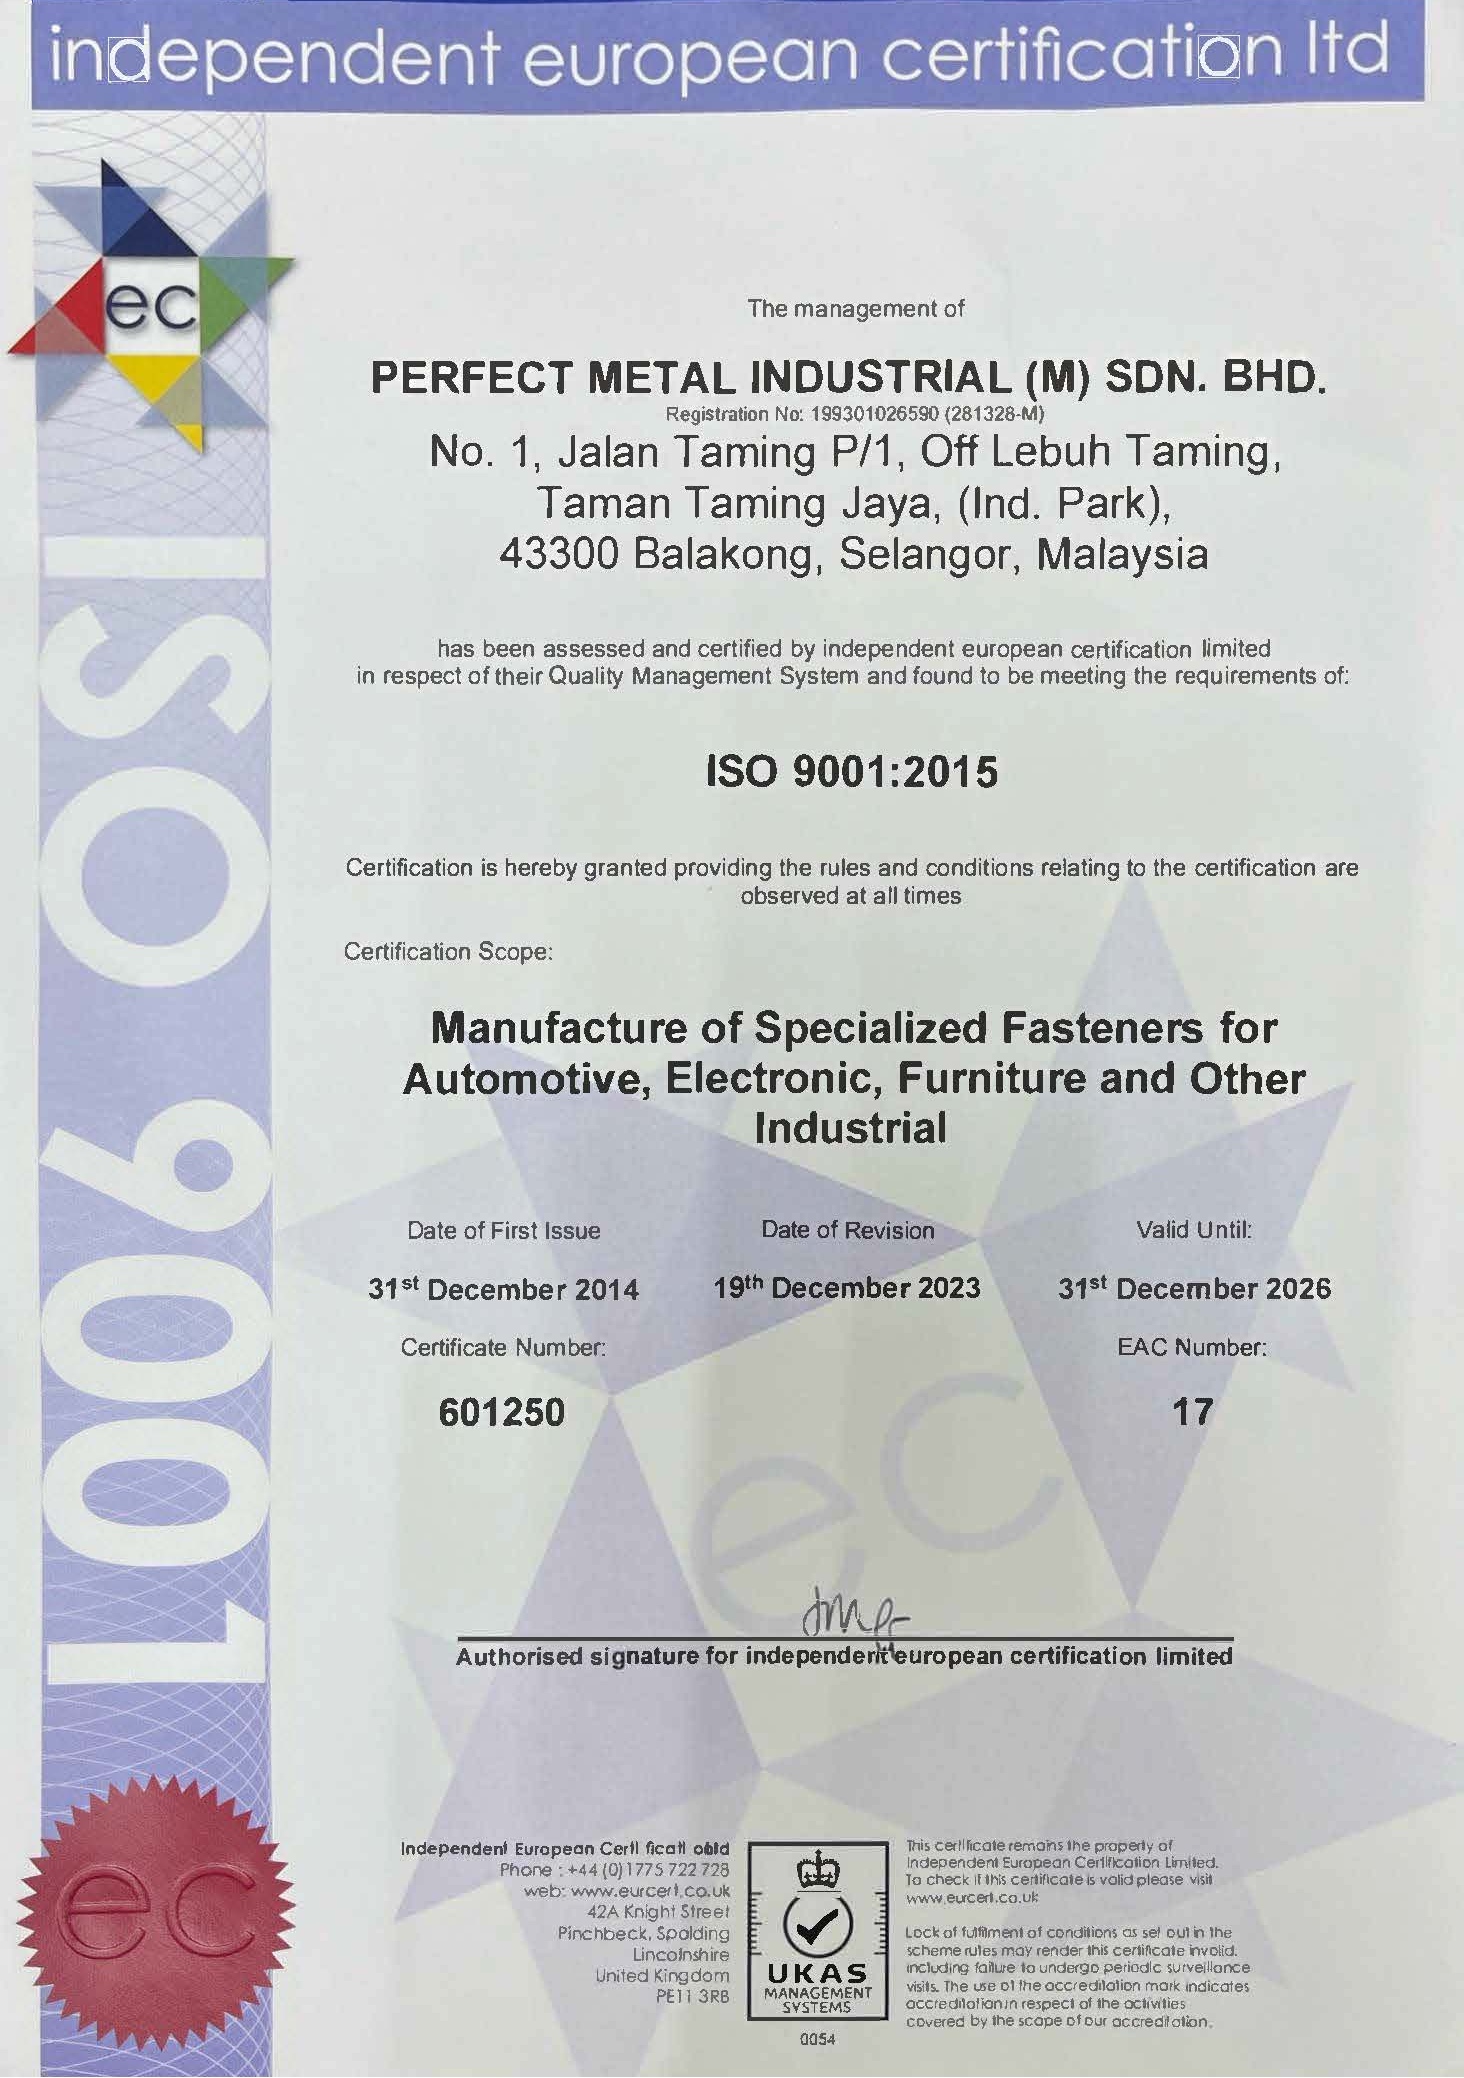 independent european certification ltd
ec
ISO 9001
The management of
PERFECT METAL INDUSTRIAL (M) SDN. BHD.
Registration No: 199301026590 (281328-M)
No. 1, Jalan Taming P/1, Off Lebuh Taming,
Taman Taming Jaya, (Ind. Park),
43300 Balakong, Selangor, Malaysia
has been assessed and certified by independent european certification limited
in respect of their Quality Management System and found to be meeting the requirements of:
ISO 9001:2015
Certification is hereby granted providing the rules and conditions relating to the certification are
observed at all times
Certification Scope:
Manufacture of Specialized Fasteners for
Automotive, Electronic, Furniture and Other
Industrial
Date of First Issue Date of Revision Valid Until:
31st December 2014 19th December 2023 31st December 2026
Certificate Number: EAC Number:
601250 17
ec
Authorised signature for independent european certification limited
ec
Independent European Certification Ltd
Phone : +44 (0) 1775 722 728
web: www.eurcert.co.uk
42A Knight Street
Pinchbeck, Spalding
Lincolnshire
United Kingdom
PE11 3RB
UKAS
MANAGEMENT
SYSTEMS
0054
This certificate remains the property of
Independent European Certification Limited.
To check if this certificate is valid please visit
www.eurcert.co.uk
Lack of fulfilment of conditions as set out in the
scheme rules may render this certificate invalid,
including failure to undergo periodic surveillance
visits. The use of the accreditation mark indicates
accreditation in respect of the activities
covered by the scope of our accreditation.